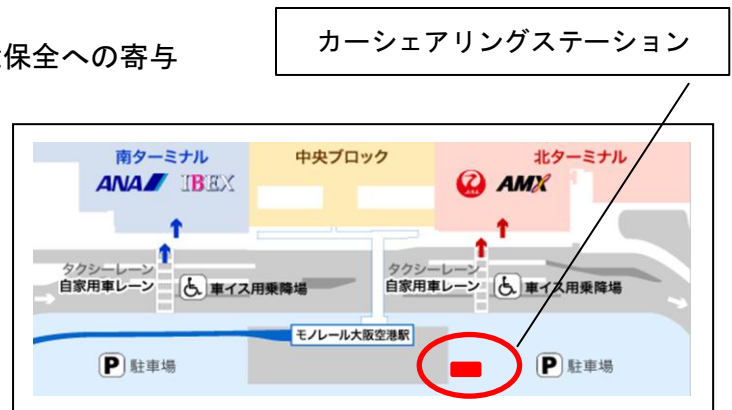 カーシェアリングステーション
保全への寄与
南ターミナル
中央ブロック
北ターミナル
ANA IBEX
JAL AMX
タクシーレーン
自家用車レーン
車イス用乗降場
タクシーレーン
自家用車レーン
車イス用乗降場
モノレール大阪空港駅
P 駐車場
P 駐車場